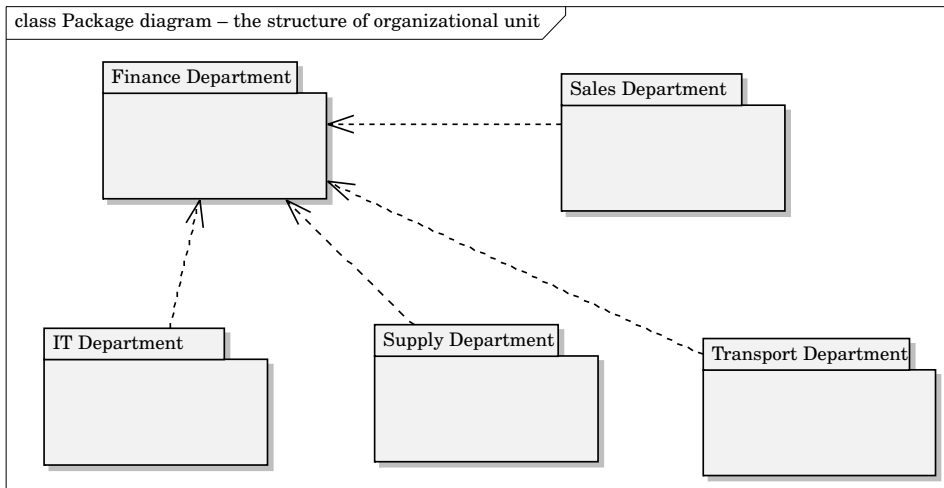 class Package diagram – the structure of organizational unit
Finance Department
Sales Department
IT Department
Supply Department
Transport Department